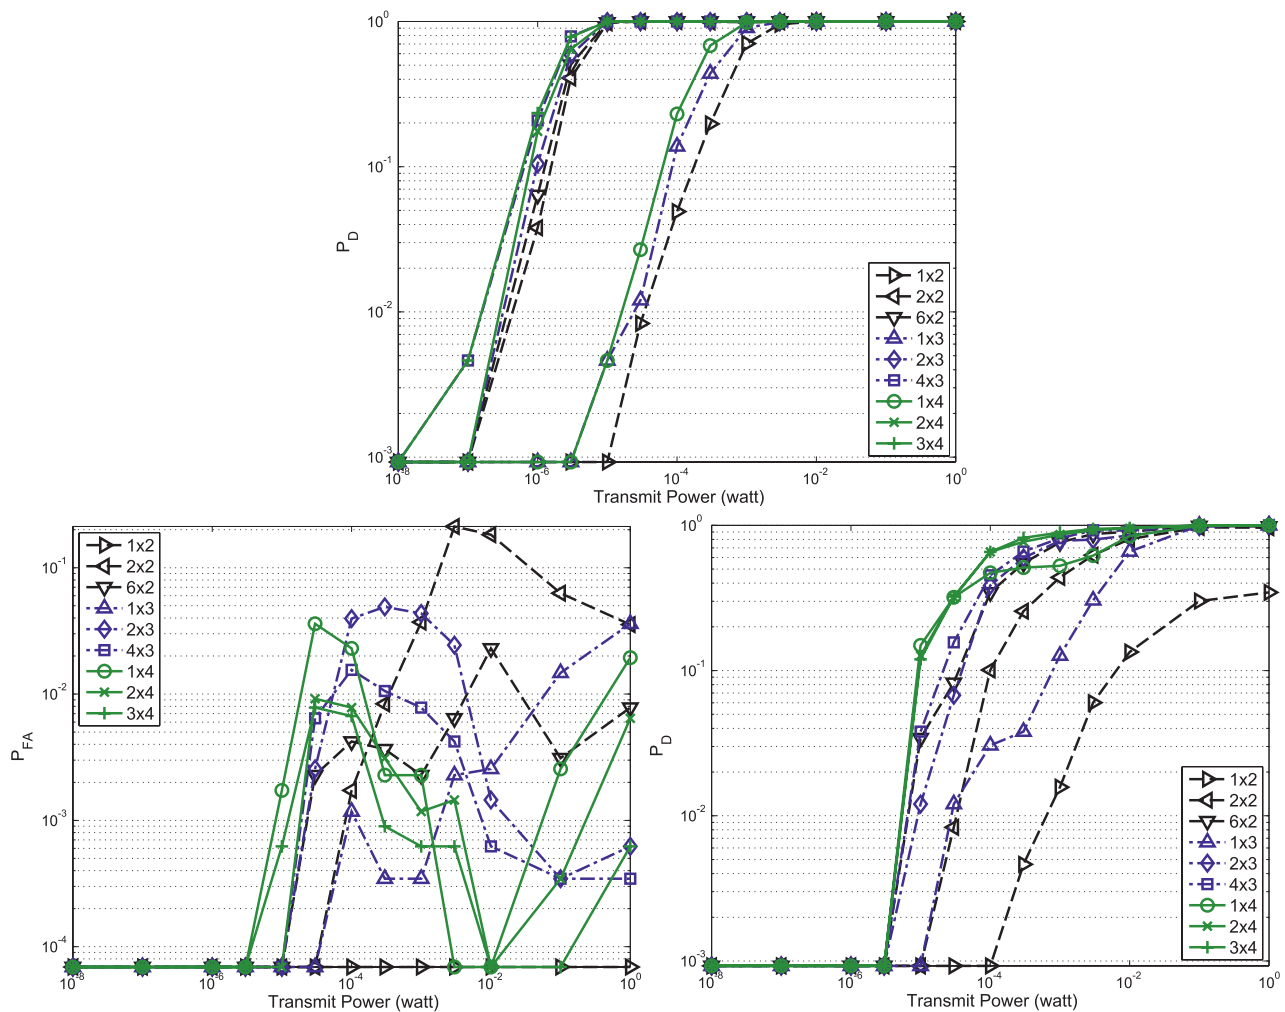 10^0
10^-1
P_D
10^-2
10^-3
1x2
2x2
6x2
1x3
2x3
4x3
1x4
2x4
3x4
10^-8
10^-6
10^-4
10^-2
10^0
Transmit Power (watt)
1x2
2x2
6x2
1x3
2x3
4x3
1x4
2x4
3x4
10^-1
10^-2
P_FA
10^-3
10^-4
10^-8
10^-6
10^-4
10^-2
10^0
Transmit Power (watt)
10^0
10^-1
P_D
10^-2
10^-3
1x2
2x2
6x2
1x3
2x3
4x3
1x4
2x4
3x4
10^-8
10^-6
10^-4
10^-2
10^0
Transmit Power (watt)